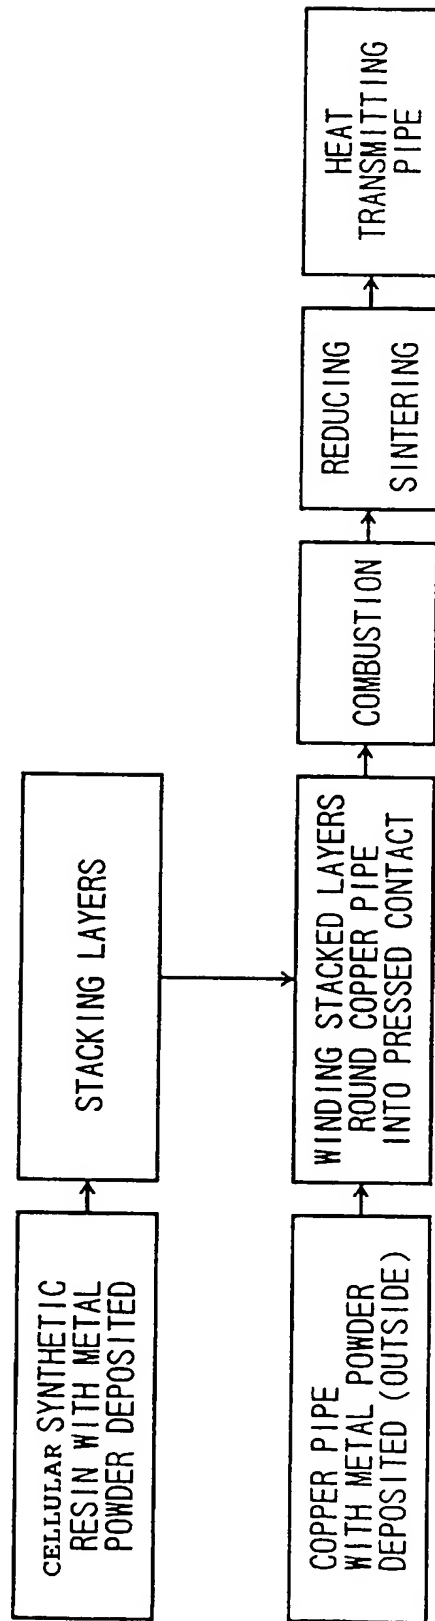 CELLULAR SYNTHETIC
RESIN WITH METAL
POWDER DEPOSITED
STACKING LAYERS
COPPER PIPE
WITH METAL POWDER
DEPOSITED (OUTSIDE)
WINDING STACKED LAYERS
ROUND COPPER PIPE
INTO PRESSED CONTACT
COMBUSTION
REDUCING
SINTERING
HEAT
TRANSMITTING
PIPE